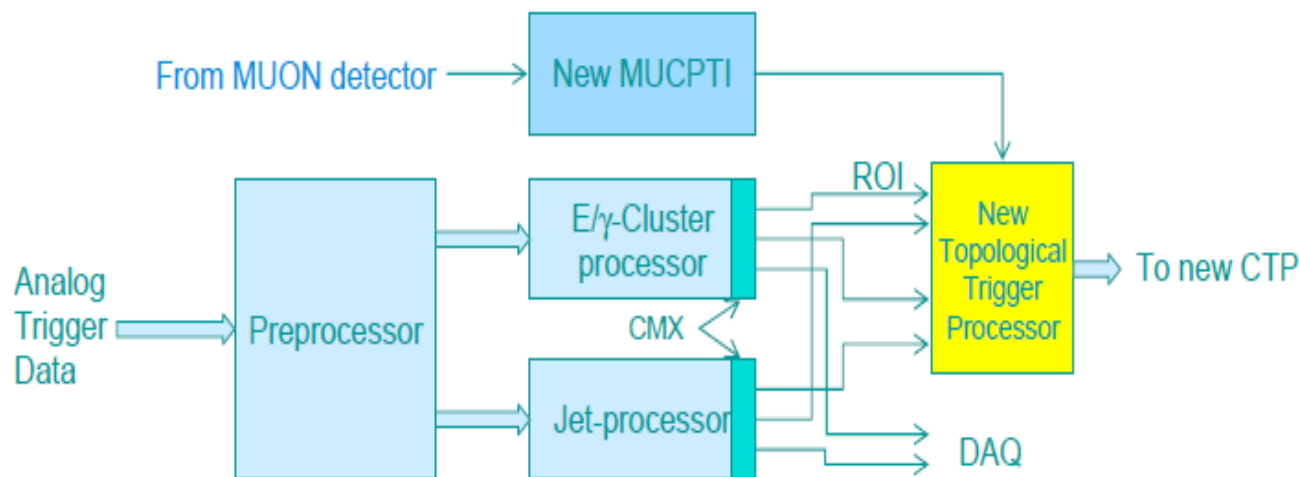 From MUON detector
New MUCPTI
ROI
E/γ-Cluster
processor
New
Topological
Trigger
Processor
To new CTP
Analog
Trigger
Data
Preprocessor
CMX
Jet-processor
DAQ